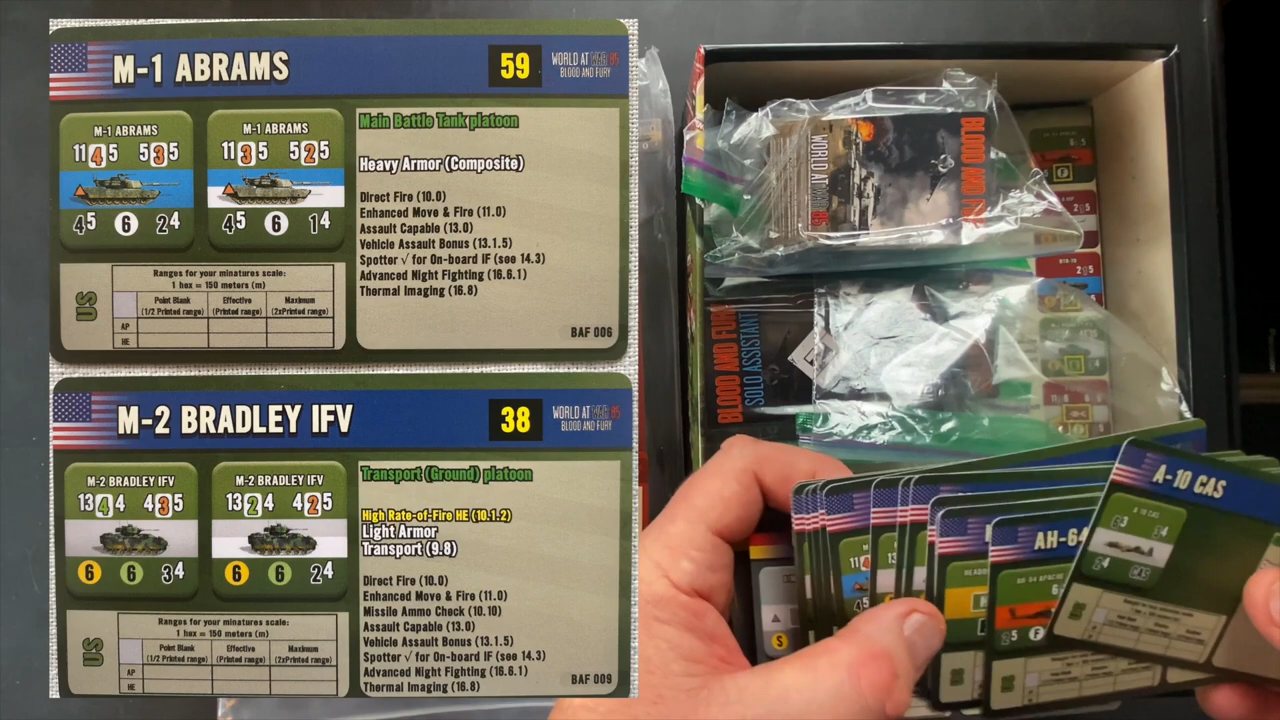 M-1 ABRAMS
59
WORLD AT WAR 85
BLOOD AND FURY
M-1 ABRAMS
11 4 5 5 3 5
4 5 6 2 4
M-1 ABRAMS
11 3 5 5 2 5
4 5 6 1 4
Main Battle Tank platoon
Heavy Armor (Composite)
Direct Fire (10.0)
Enhanced Move & Fire (11.0)
Assault Capable (13.0)
Vehicle Assault Bonus (13.1.5)
Spotter √ for On-board IF (see 14.3)
Advanced Night Fighting (16.6.1)
Thermal Imaging (16.8)
BAF 006
US
Ranges for your minatures scale:
1 hex = 150 meters (m)
Point Blank
(1/2 Printed range)
Effective
(Printed range)
Maximum
(2xPrinted range)
AP
HE
M-2 BRADLEY IFV
38
WORLD AT WAR 85
BLOOD AND FURY
M-2 BRADLEY IFV
13 4 4 4 3 5
6 6 3 4
M-2 BRADLEY IFV
13 2 4 4 2 5
6 6 2 4
Transport (Ground) platoon
High Rate-of-Fire HE (10.1.2)
Light Armor
Transport (9.8)
Direct Fire (10.0)
Enhanced Move & Fire (11.0)
Missile Ammo Check (10.10)
Assault Capable (13.0)
Vehicle Assault Bonus (13.1.5)
Spotter √ for On-board IF (see 14.3)
Advanced Night Fighting (16.6.1)
Thermal Imaging (16.8)
BAF 009
US
Ranges for your minatures scale:
1 hex = 150 meters (m)
Point Blank
(1/2 Printed range)
Effective
(Printed range)
Maximum
(2xPrinted range)
AP
HE
WORLD AT WAR 85
BLOOD AND FU
BLOOD AND FURY
SOLO ASSISTANT
AH-64
AH-64 APACHE
A-10 CAS
A-10 CAS
CAS
US